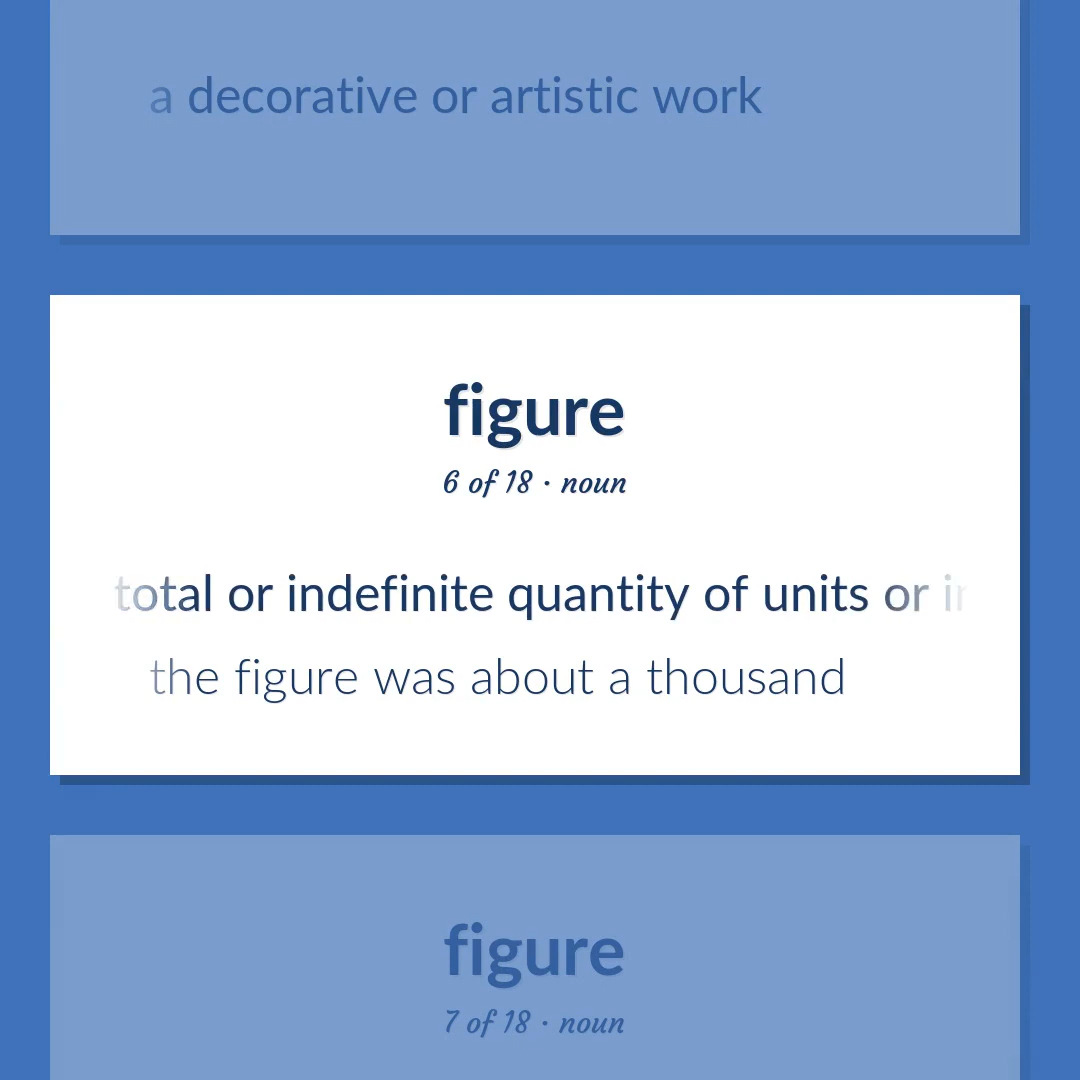 a decorative or artistic work
figure
6 of 18 · noun
total or indefinite quantity of units or
the figure was about a thousand
figure
7 of 18 · noun